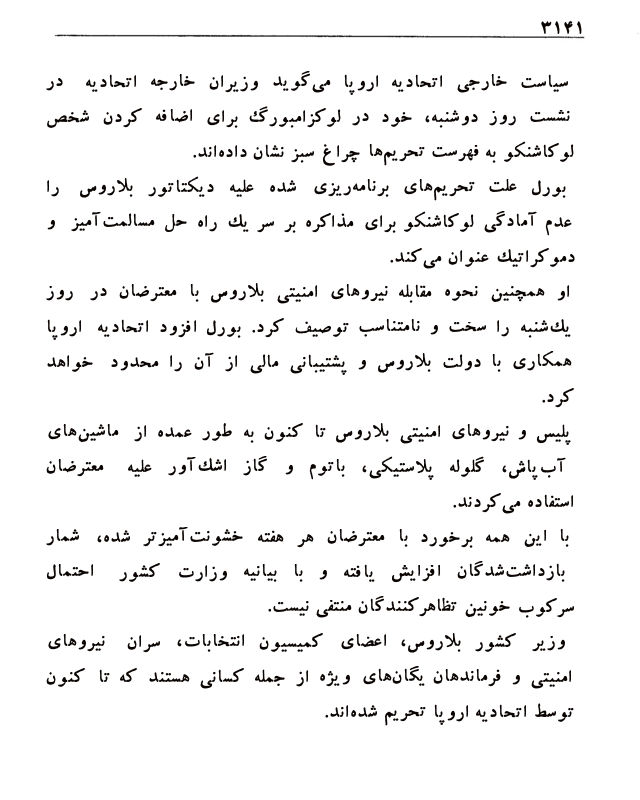 ۳۱۴۱
سیاست خارجی اتحادیه اروپا می‌گوید وزیران خارجه اتحادیه در
نشست روز دوشنبه، خود در لوکزامبورگ برای اضافه کردن شخص
لوکاشنکو به فهرست تحریم‌ها چراغ سبز نشان داده‌اند.
بورل علت تحریم‌های برنامه‌ریزی شده علیه دیکتاتور بلاروس را
عدم آمادگی لوکاشنکو برای مذاکره بر سر یك راه حل مسالمت‌آمیز و
دموکراتیك عنوان می‌کند.
او همچنین نحوه مقابله نیروهای امنیتی بلاروس با معترضان در روز
یك‌شنبه را سخت و نامتناسب توصیف کرد. بورل افزود اتحادیه اروپا
همکاری با دولت بلاروس و پشتیبانی مالی از آن را محدود خواهد
کرد.
پلیس و نیروهای امنیتی بلاروس تا کنون به طور عمده از ماشین‌های
آب‌پاش، گلوله پلاستیکی، باتوم و گاز اشك‌آور علیه معترضان
استفاده می‌کردند.
با این همه برخورد با معترضان هر هفته خشونت‌آمیزتر شده، شمار
بازداشت‌شدگان افزایش یافته و با بیانیه وزارت کشور احتمال
سرکوب خونین تظاهرکنندگان منتفی نیست.
وزیر کشور بلاروس، اعضای کمیسیون انتخابات، سران نیروهای
امنیتی و فرماندهان یگان‌های ویژه از جمله کسانی هستند که تا کنون
توسط اتحادیه اروپا تحریم شده‌اند.